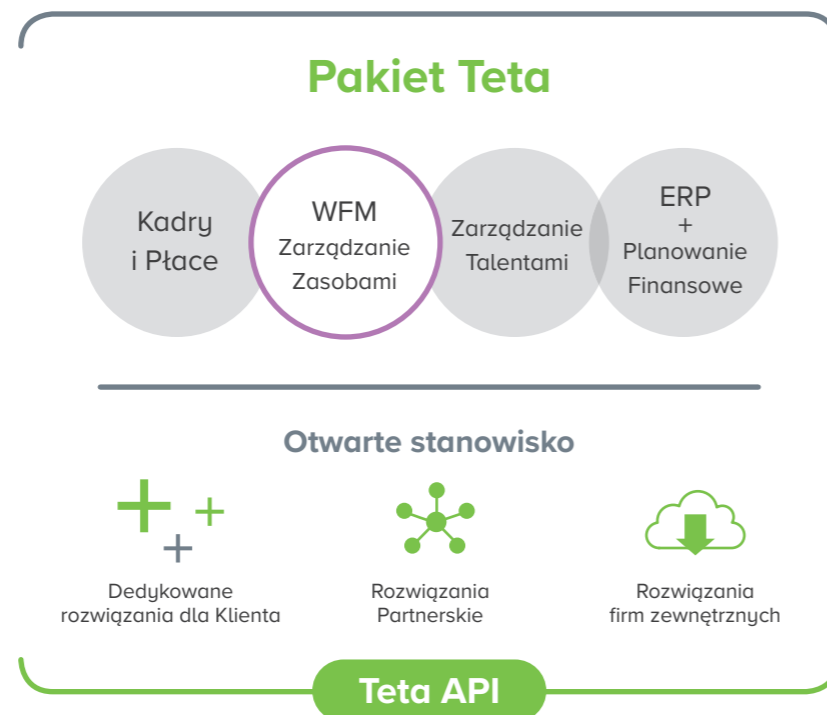 Pakiet Teta
Kadry
i Płace
WFM
Zarządzanie
Zasobami
Zarządzanie
Talentami
ERP
+
Planowanie
Finansowe
Otwarte stanowisko
Dedykowane
rozwiązania dla Klienta
Rozwiązania
Partnerskie
Rozwiązania
firm zewnętrznych
Teta API